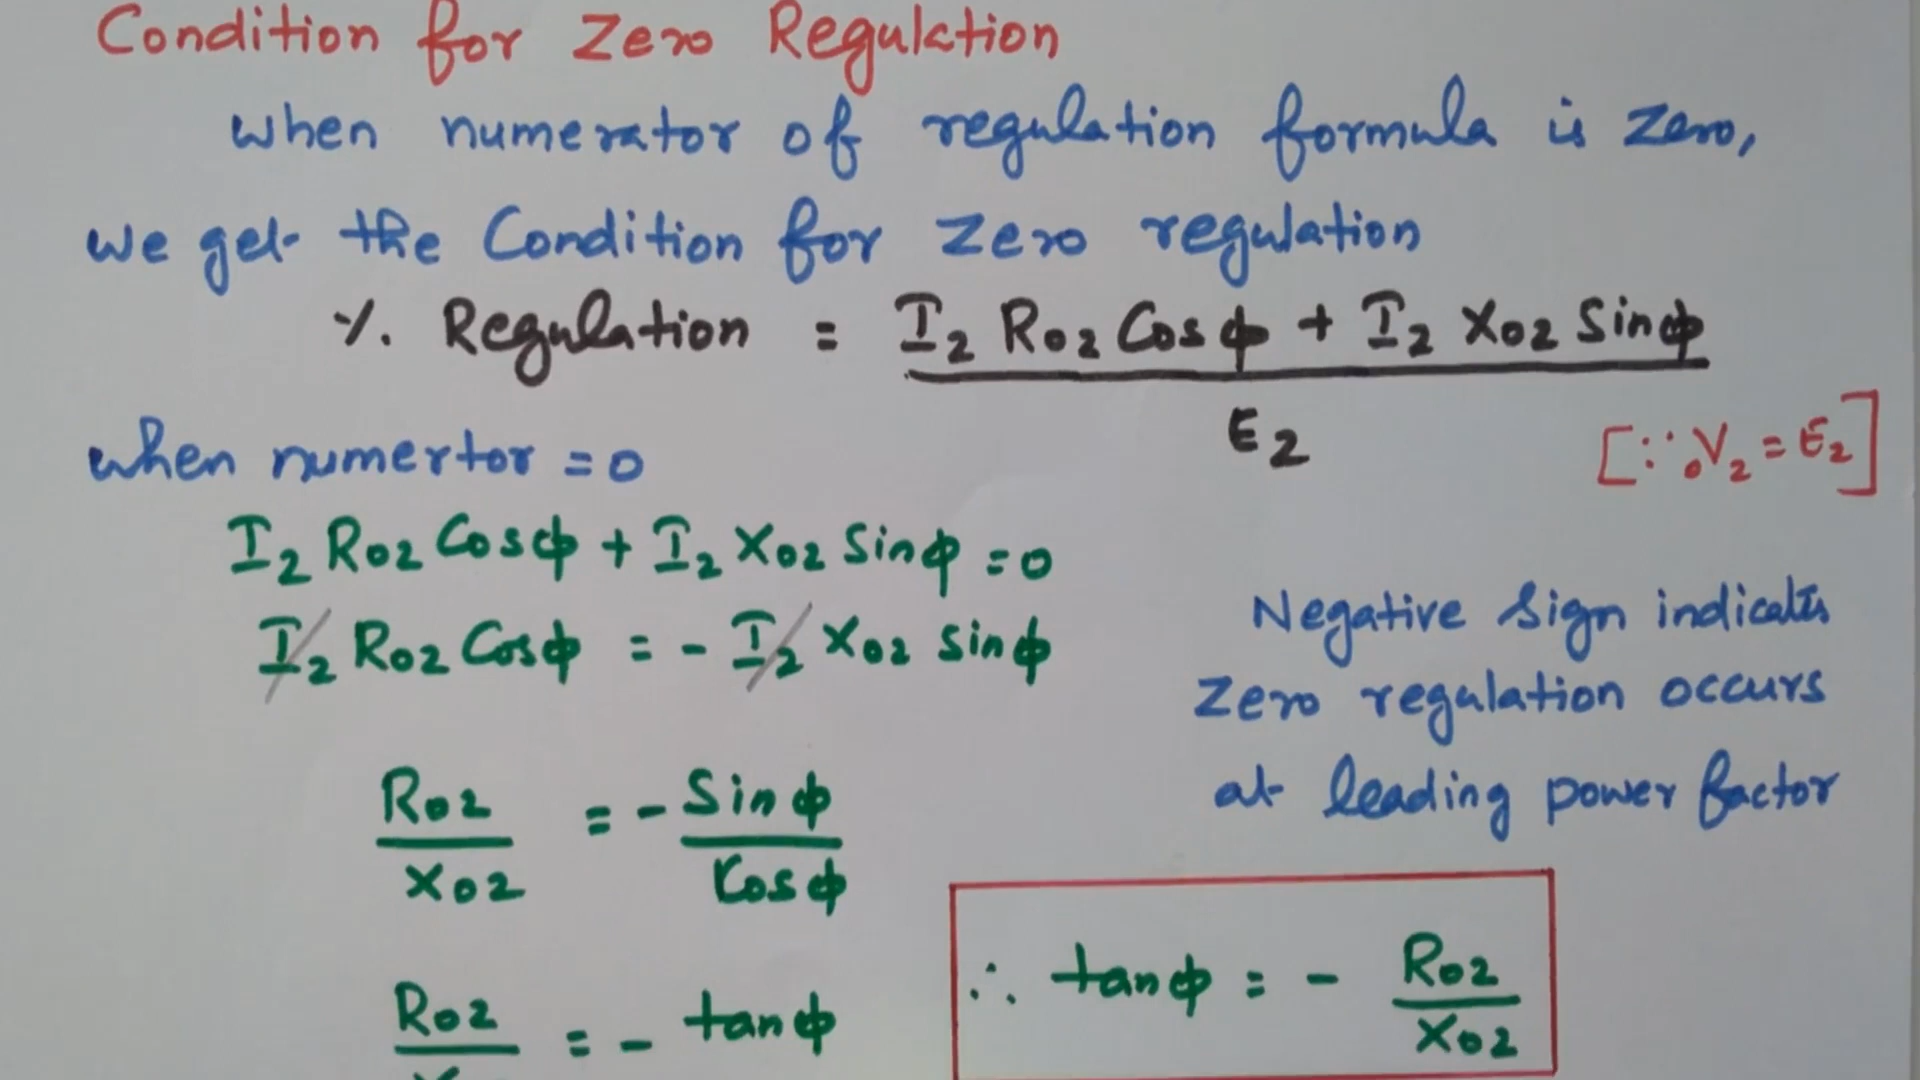 Condition for Zero Regulation
when numerator of regulation formula is zero,
we get the Condition for zero regulation
%. Regulation = I2 R02 Cosϕ + I2 X02 Sinϕ
E2
[∵ 0V2 = E2]
when numertor = 0
I2 R02 Cosϕ + I2 X02 Sinϕ = 0
I2 R02 Cosϕ = - I2 X02 Sinϕ
Negative Sign indicates
Zero regulation occurs
at leading power factor
R02 / X02 = - Sinϕ / Cosϕ
R02 = - tanϕ
∴ tanϕ = - R02 / X02